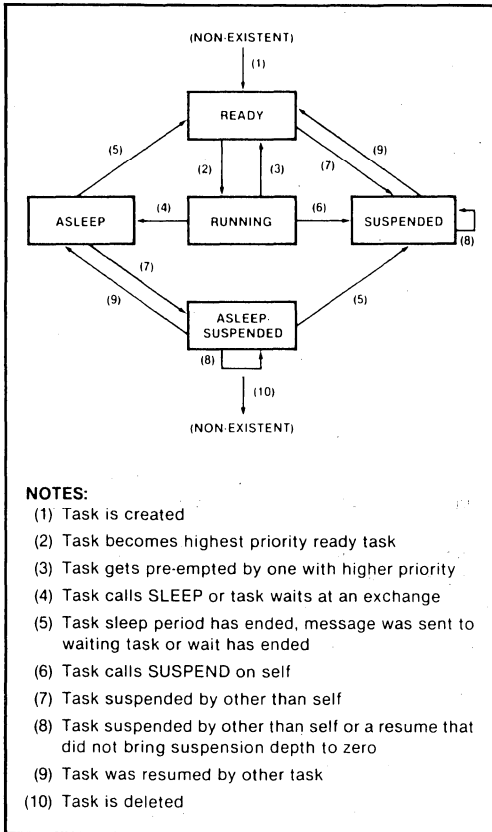 (NON-EXISTENT)
(1)
READY
(5)
(2)
(3)
(7)
(9)
ASLEEP
(4)
RUNNING
(6)
SUSPENDED
(8)
(7)
(9)
ASLEEP-
SUSPENDED
(5)
(8)
(10)
(NON-EXISTENT)
NOTES:
(1) Task is created
(2) Task becomes highest priority ready task
(3) Task gets pre-empted by one with higher priority
(4) Task calls SLEEP or task waits at an exchange
(5) Task sleep period has ended, message was sent to
waiting task or wait has ended
(6) Task calls SUSPEND on self
(7) Task suspended by other than self
(8) Task suspended by other than self or a resume that
did not bring suspension depth to zero
(9) Task was resumed by other task
(10) Task is deleted